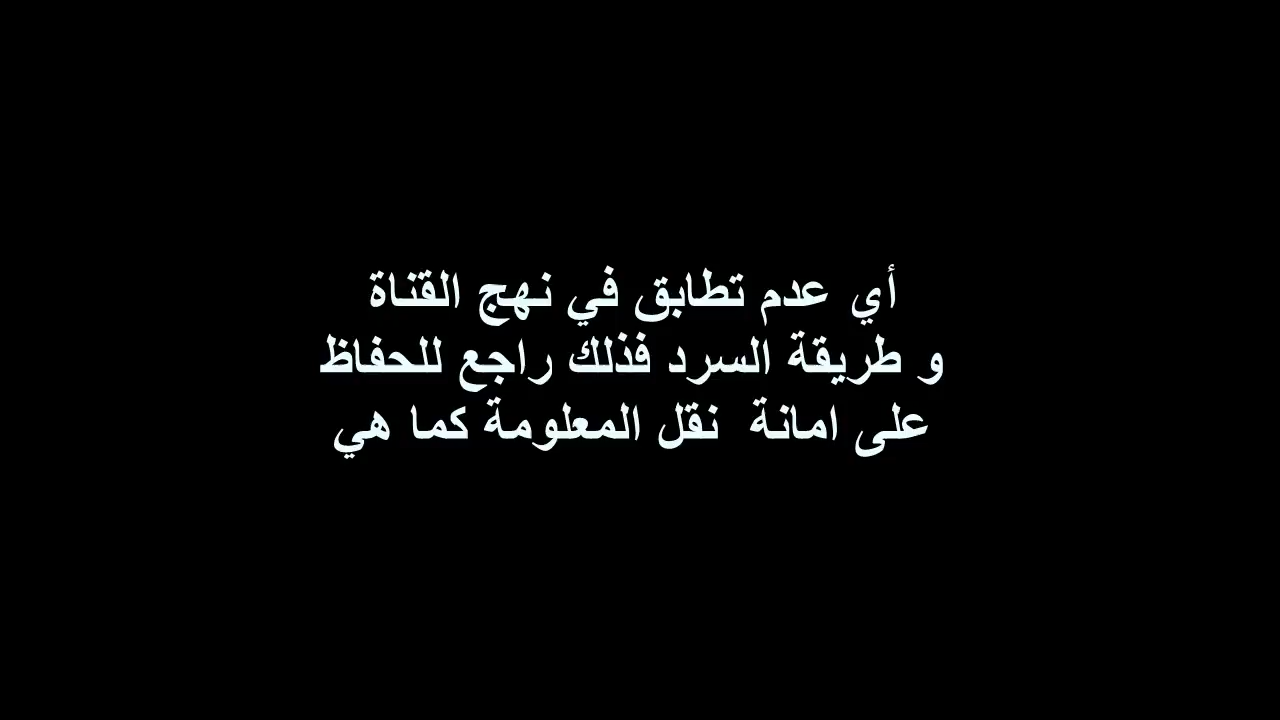 أي عدم تطابق في نهج القناة
و طريقة السرد فذلك راجع للحفاظ
على امانة  نقل المعلومة كما هي